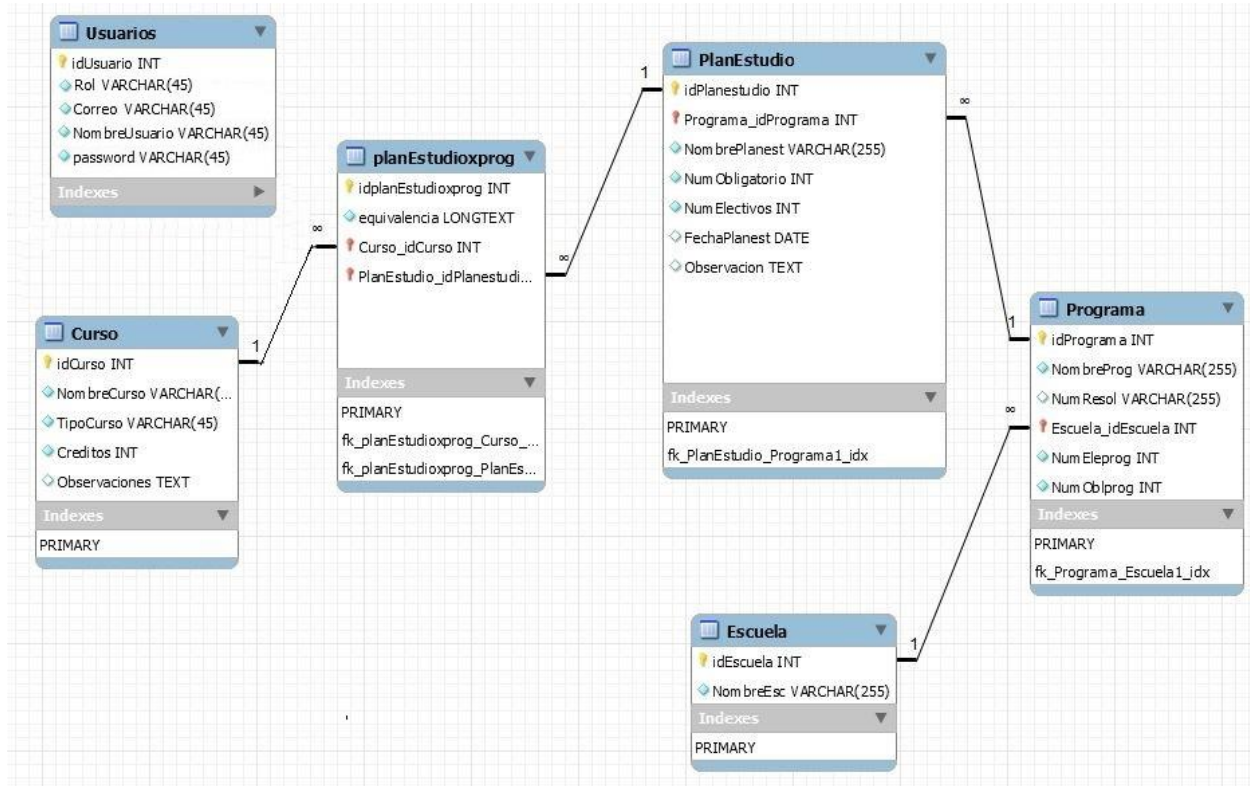 Usuarios
idUsuario INT
Rol VARCHAR(45)
Correo VARCHAR(45)
NombreUsuario VARCHAR(45)
password VARCHAR(45)
Indexes
planEstudioxprog
idplanEstudioxprog INT
equivalencia LONGTEXT
Curso_idCurso INT
PlanEstudio_idPlanestudi...
Indexes
PRIMARY
fk_planEstudioxprog_Curso_...
fk_planEstudioxprog_PlanEs...
PlanEstudio
idPlanestudio INT
Programa_idPrograma INT
NombrePlanest VARCHAR(255)
NumObligatorio INT
NumElectivos INT
FechaPlanest DATE
Observacion TEXT
Indexes
PRIMARY
fk_PlanEstudio_Programa1_idx
Curso
idCurso INT
NombreCurso VARCHAR(...
TipoCurso VARCHAR(45)
Creditos INT
Observaciones TEXT
Indexes
PRIMARY
Programa
idPrograma INT
NombreProg VARCHAR(255)
NumResol VARCHAR(255)
Escuela_idEscuela INT
NumEleprog INT
NumOblprog INT
Indexes
PRIMARY
fk_Programa_Escuela1_idx
Escuela
idEscuela INT
NombreEsc VARCHAR(255)
Indexes
PRIMARY
1
∞
∞
1
∞
1
∞
1